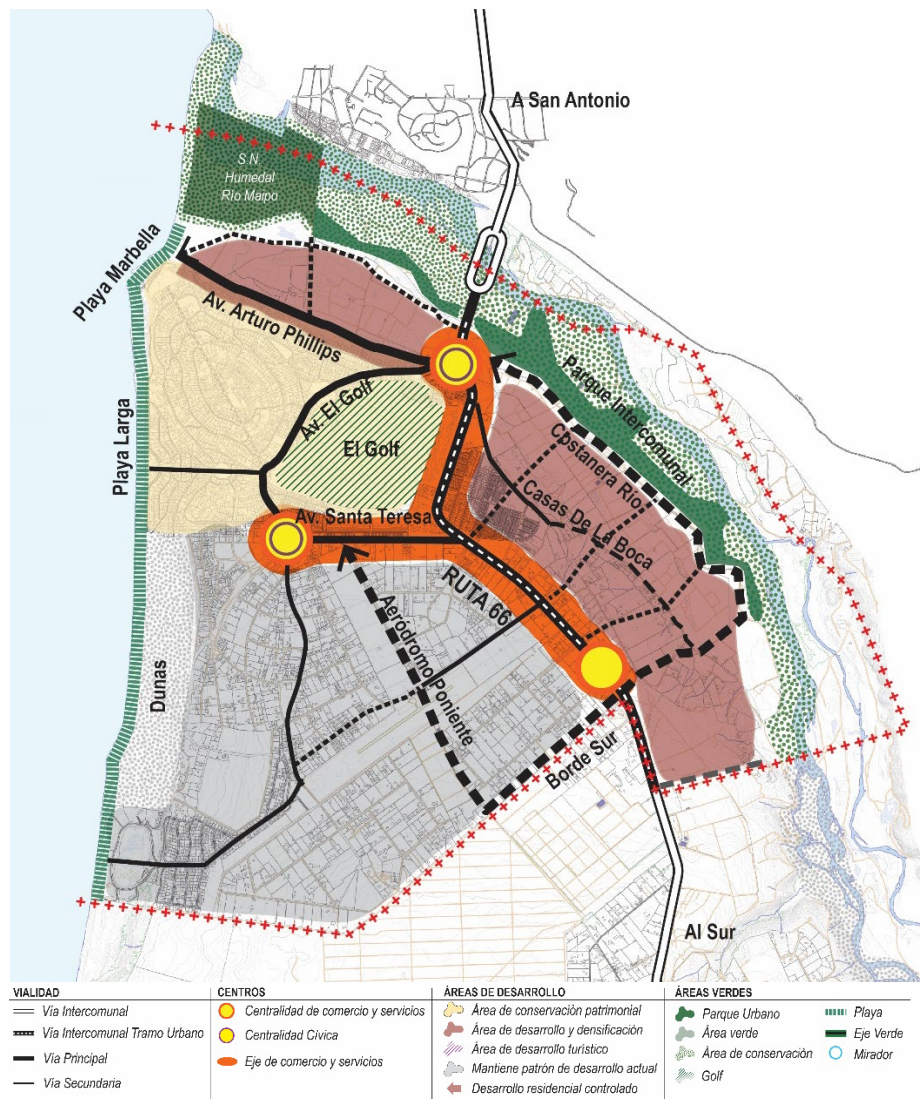 A San Antonio
S.N.
Humedal
Río Maipo
Playa Marbella
Av. Arturo Phillips
Parque Intercomunal
Av. El Golf
Playa Larga
El Golf
Costanera Río
Casas De La Boca
Av. Santa Teresa
RUTA 66
Aeródromo Poniente
Dunas
Borde Sur
Al Sur
VIALIDAD
Vía Intercomunal
Vía Intercomunal Tramo Urbano
Vía Principal
Vía Secundaria
CENTROS
Centralidad de comercio y servicios
Centralidad Cívica
Eje de comercio y servicios
ÁREAS DE DESARROLLO
Área de conservaciòn patrimonial
Área de desarrollo y densificación
Área de desarrollo turístico
Mantiene patrón de desarrollo actual
Desarrollo residencial controlado
ÁREAS VERDES
Parque Urbano
Área verde
Área de conservaciòn
Golf
Playa
Eje Verde
Mirador